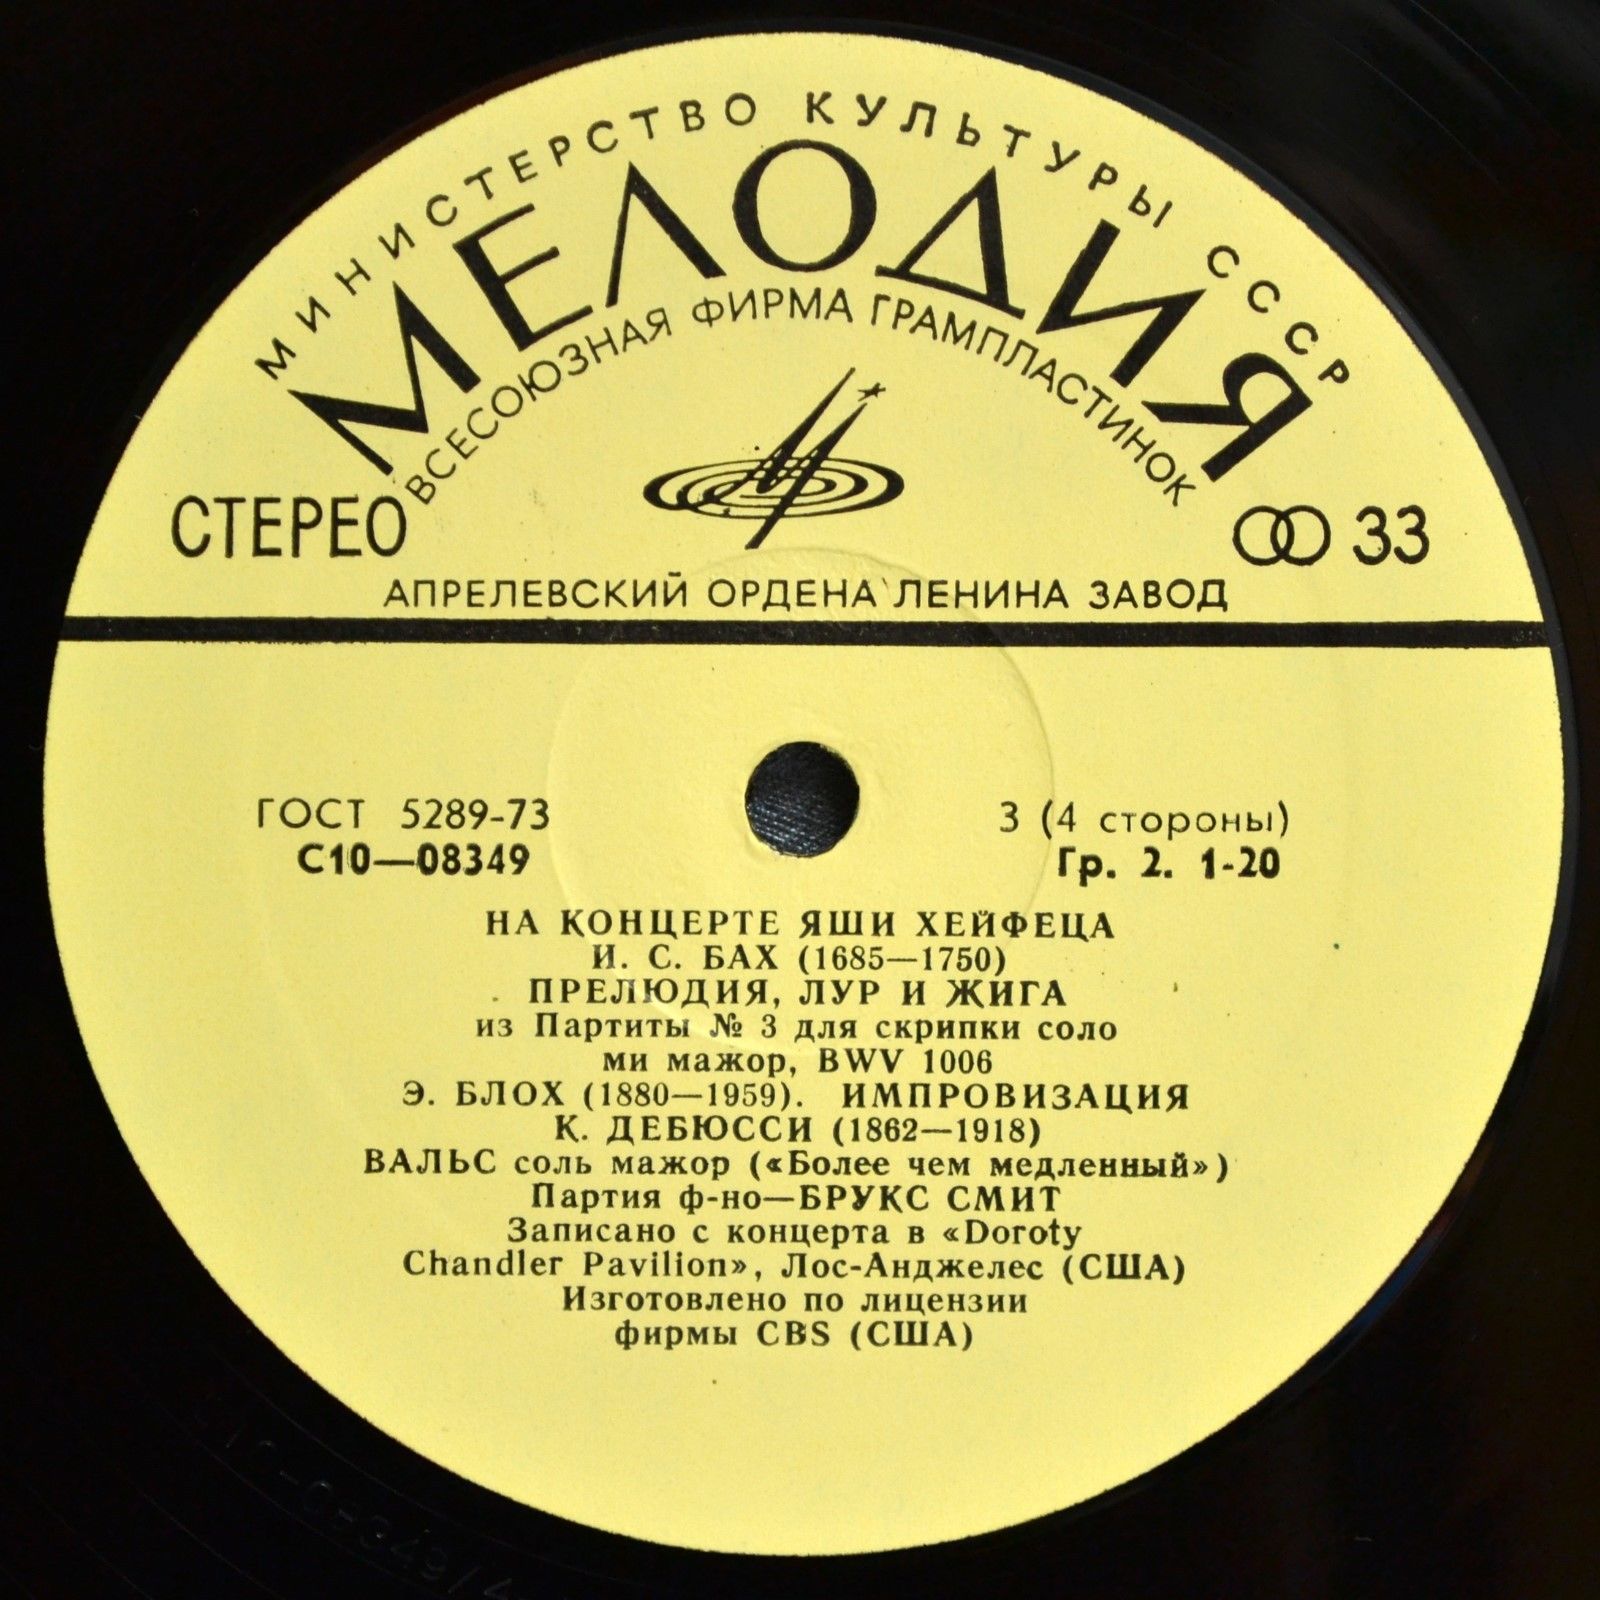 МИНИСТЕРСТВО КУЛЬТУРЫ СССР
МЕЛОДИЯ
ВСЕСОЮЗНАЯ ФИРМА ГРАМПЛАСТИНОК
СТЕРЕО
33
АПРЕЛЕВСКИЙ ОРДЕНА ЛЕНИНА ЗАВОД
ГОСТ 5289-73
3 (4 стороны)
С10—08349
Гр. 2. 1-20
НА КОНЦЕРТЕ ЯШИ ХЕЙФЕЦА
И. С. БАХ (1685—1750)
ПРЕЛЮДИЯ, ЛУР И ЖИГА
из Партиты № 3 для скрипки соло
ми мажор, BWV 1006
Э. БЛОХ (1880—1959). ИМПРОВИЗАЦИЯ
К. ДЕБЮССИ (1862—1918)
ВАЛЬС соль мажор («Более чем медленный»)
Партия ф-но—БРУКС СМИТ
Записано с концерта в «Doroty
Chandler Pavilion», Лос-Анджелес (США)
Изготовлено по лицензии
фирмы CBS (США)